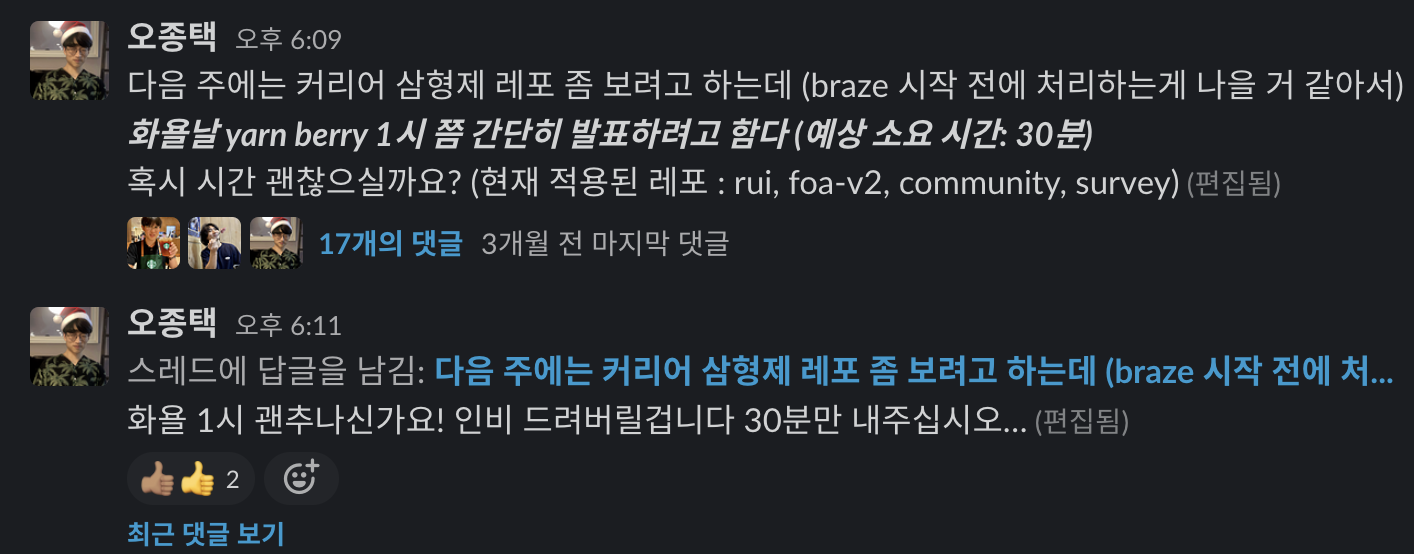 오종택 오후 6:09
다음 주에는 커리어 삼형제 레포 좀 보려고 하는데 (braze 시작 전에 처리하는게 나을 거 같아서)
화욜날 yarn berry 1시 쯤 간단히 발표하려고 함다 (예상 소요 시간: 30분)
혹시 시간 괜찮으실까요? (현재 적용된 레포 : rui, foa-v2, community, survey) (편집됨)
17개의 댓글 3개월 전 마지막 댓글
오종택 오후 6:11
스레드에 답글을 남김: 다음 주에는 커리어 삼형제 레포 좀 보려고 하는데 (braze 시작 전에 처...
화욜 1시 괜추나신가요! 인비 드려버릴겁니다 30분만 내주십시오... (편집됨)
2
최근 댓글 보기